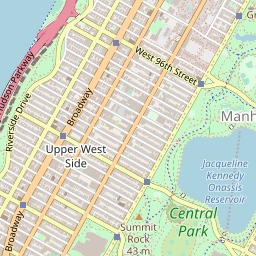 West 96th Street
Hudson Parkway
Riverside Drive
Broadway
Manh
Upper West
Side
Jacqueline
Kennedy
Onassis
Reservoir
Broadway
Central
Park
Summit
Rock
43 m